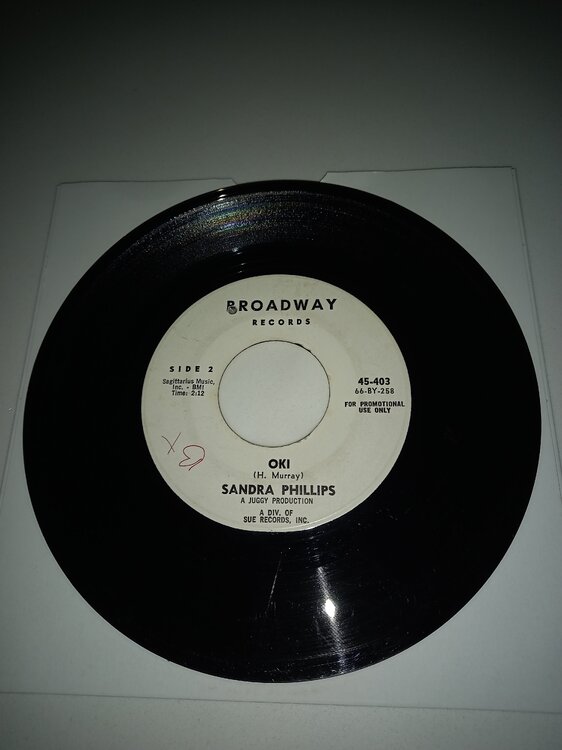 BROADWAY
RECORDS
SIDE 2
Sagittarius Music,
Inc. - BMI
Time: 2:12
45-403
66-BY-258
FOR PROMOTIONAL
USE ONLY
OKI
(H. Murray)
SANDRA PHILLIPS
A JUGGY PRODUCTION
A DIV. OF
SUE RECORDS, INC.